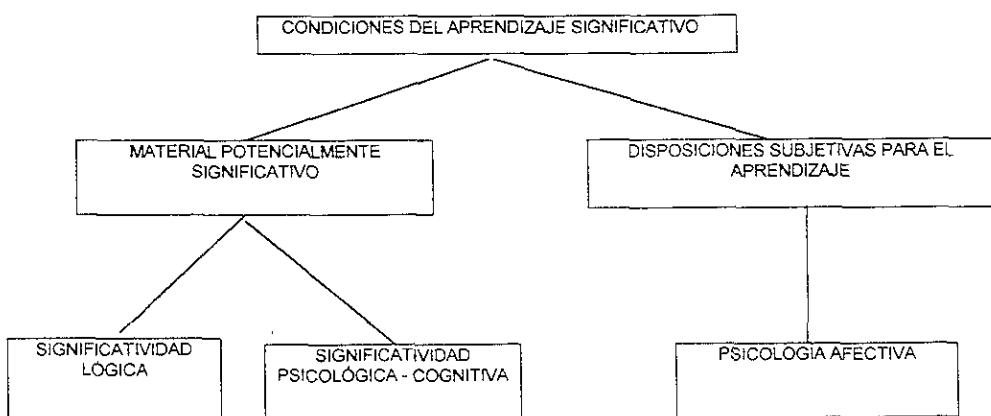 CONDICIONES DEL APRENDIZAJE SIGNIFICATIVO
MATERIAL POTENCIALMENTE
SIGNIFICATIVO
DISPOSICIONES SUBJETIVAS PARA EL
APRENDIZAJE
SIGNIFICATIVIDAD
LÓGICA
SIGNIFICATIVIDAD
PSICOLÓGICA - COGNITIVA
PSICOLOGIA AFECTIVA